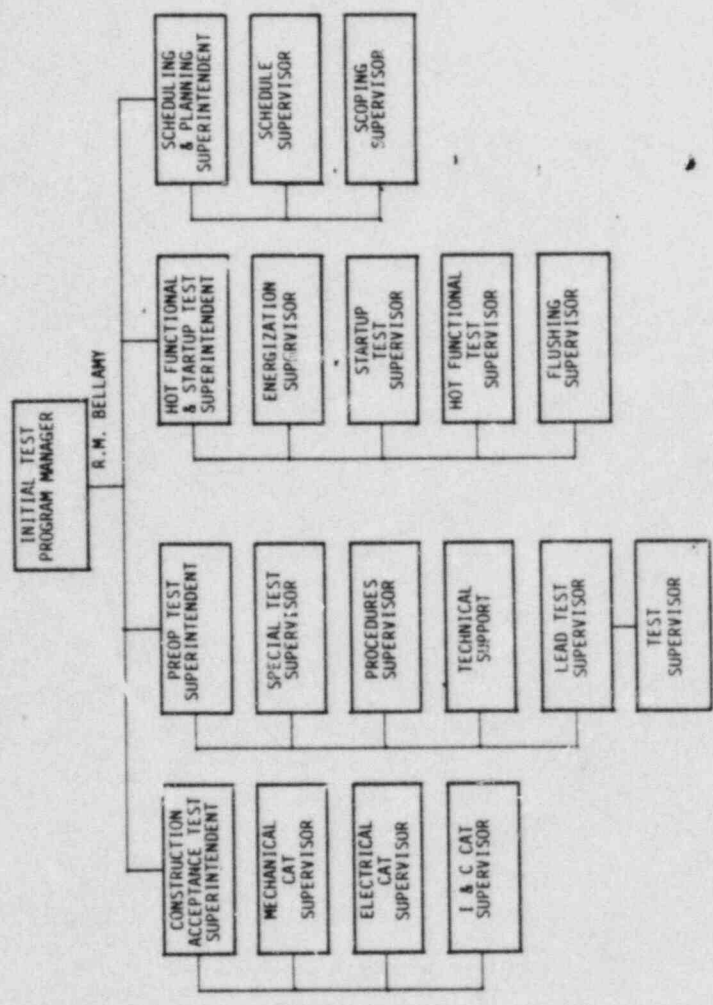 INITIAL TEST
PROGRAM MANAGER
R.M. BELLAMY
CONSTRUCTION
ACCEPTANCE TEST
SUPERINTENDENT
MECHANICAL
CAT
SUPERVISOR
ELECTRICAL
CAT
SUPERVISOR
I & C CAT
SUPERVISOR
PREOP TEST
SUPERINTENDENT
SPECIAL TEST
SUPERVISOR
PROCEDURES
SUPERVISOR
TECHNICAL
SUPPORT
LEAD TEST
SUPERVISOR
TEST
SUPERVISOR
HOT FUNCTIONAL
& STARTUP TEST
SUPERINTENDENT
ENERGIZATION
SUPERVISOR
STARTUP
TEST
SUPERVISOR
HOT FUNCTIONAL
TEST
SUPERVISOR
FLUSHING
SUPERVISOR
SCHEDULING
& PLANNING
SUPERINTENDENT
SCHEDULE
SUPERVISOR
SCOPING
SUPERVISOR